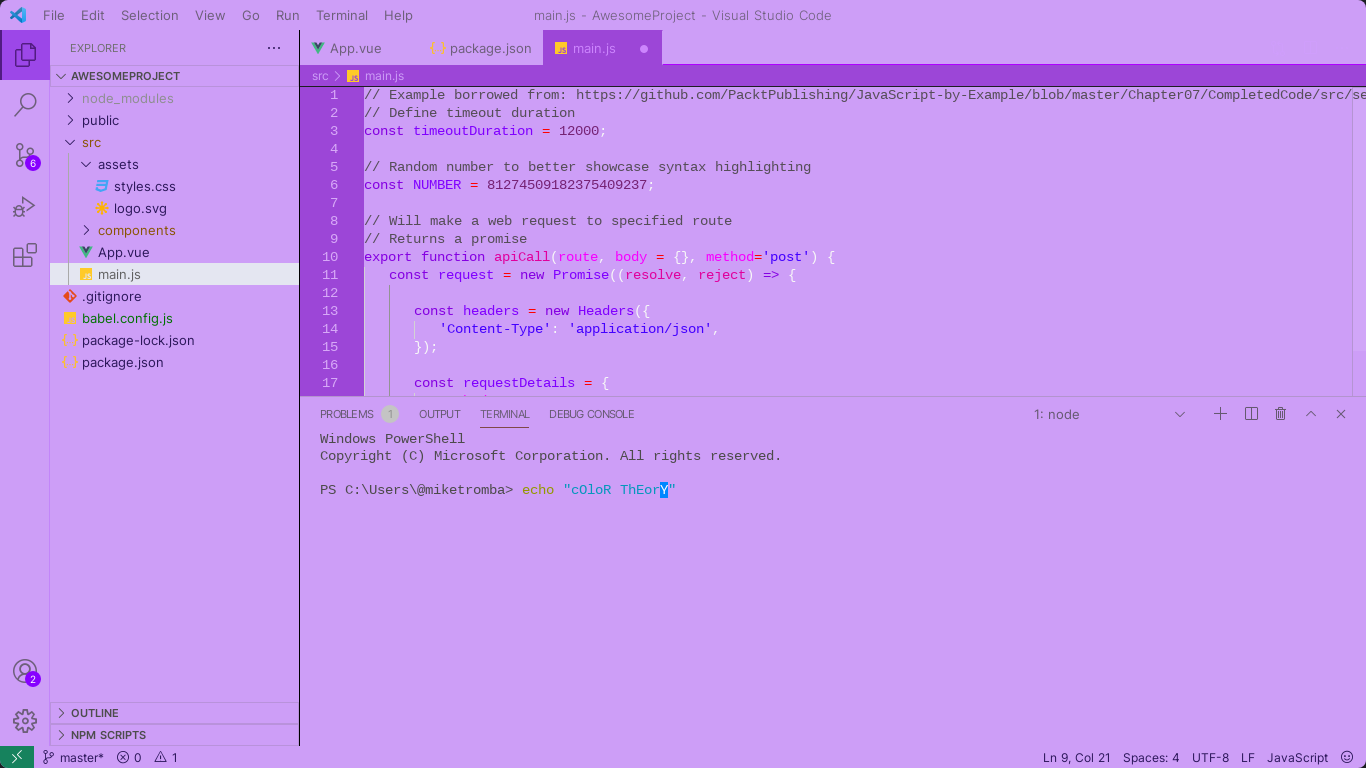 File Edit Selection View Go Run Terminal Help
main.js - AwesomeProject - Visual Studio Code
EXPLORER
AWESOMEPROJECT
node_modules
public
src
assets
styles.css
logo.svg
components
App.vue
main.js
.gitignore
babel.config.js
package-lock.json
package.json
OUTLINE
NPM SCRIPTS
6
2
App.vue package.json main.js
src main.js
1 // Example borrowed from: https://github.com/PacktPublishing/JavaScript-by-Example/blob/master/Chapter07/CompletedCode/src/se
2 // Define timeout duration
3 const timeoutDuration = 12000;
4
5 // Random number to better showcase syntax highlighting
6 const NUMBER = 81274509182375409237;
7
8 // Will make a web request to specified route
9 // Returns a promise
10 export function apiCall(route, body = {}, method='post') {
11 const request = new Promise((resolve, reject) => {
12
13 const headers = new Headers({
14 'Content-Type': 'application/json',
15 });
16
17 const requestDetails = {
PROBLEMS 1 OUTPUT TERMINAL DEBUG CONSOLE 1: node
Windows PowerShell
Copyright (C) Microsoft Corporation. All rights reserved.
PS C:\Users\@miketromba> echo "cOloR ThEorY"
master* 0 1 Ln 9, Col 21 Spaces: 4 UTF-8 LF JavaScript